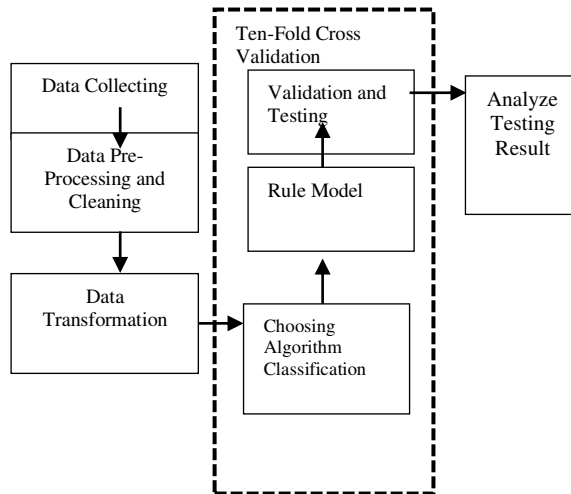 Ten-Fold Cross
Validation
Data Collecting
Data Pre-
Processing and
Cleaning
Data
Transformation
Choosing
Algorithm
Classification
Rule Model
Validation and
Testing
Analyze
Testing
Result